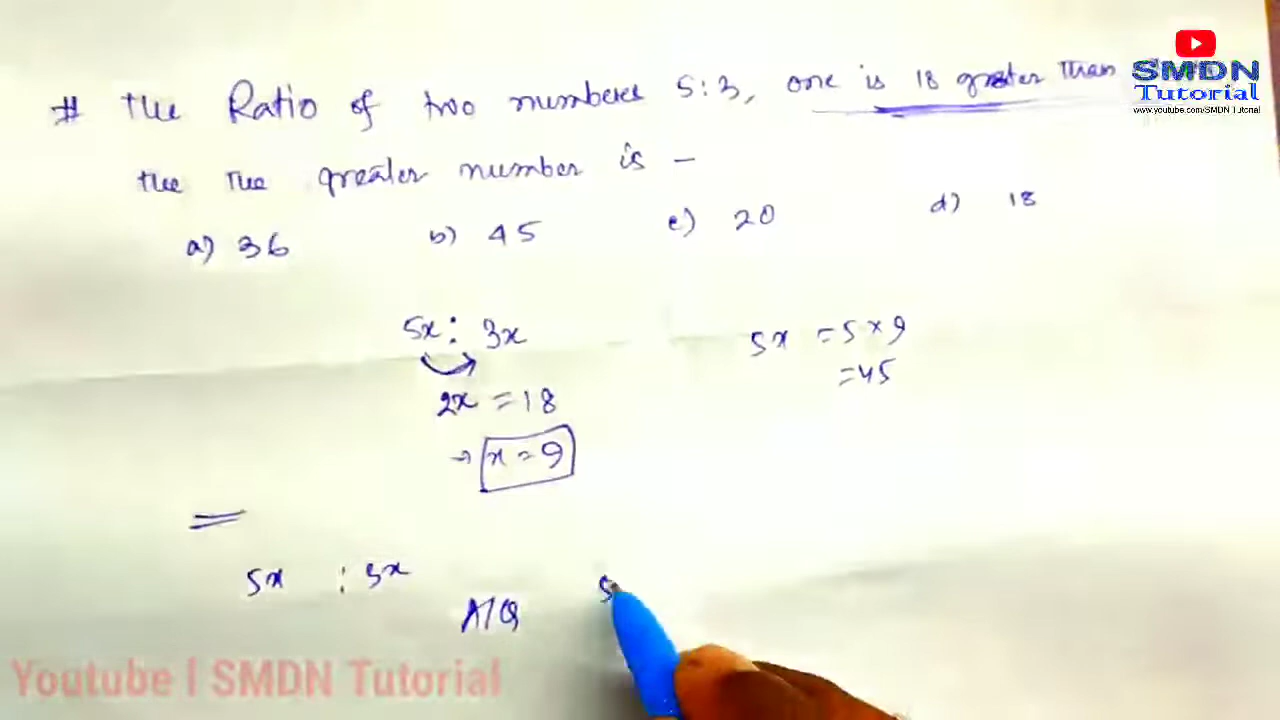 # the Ratio of two numberes 5:3, one is 18 greater than
the the greater number is -
a) 36 b) 45 c) 20 d) 18
5x : 3x
2x = 18
→ x = 9
5x = 5 × 9
= 45
5x : 3x
A/Q 5
SMDN
Tutorial
www.youtube.com/SMDN Tutorial
Youtube | SMDN Tutorial